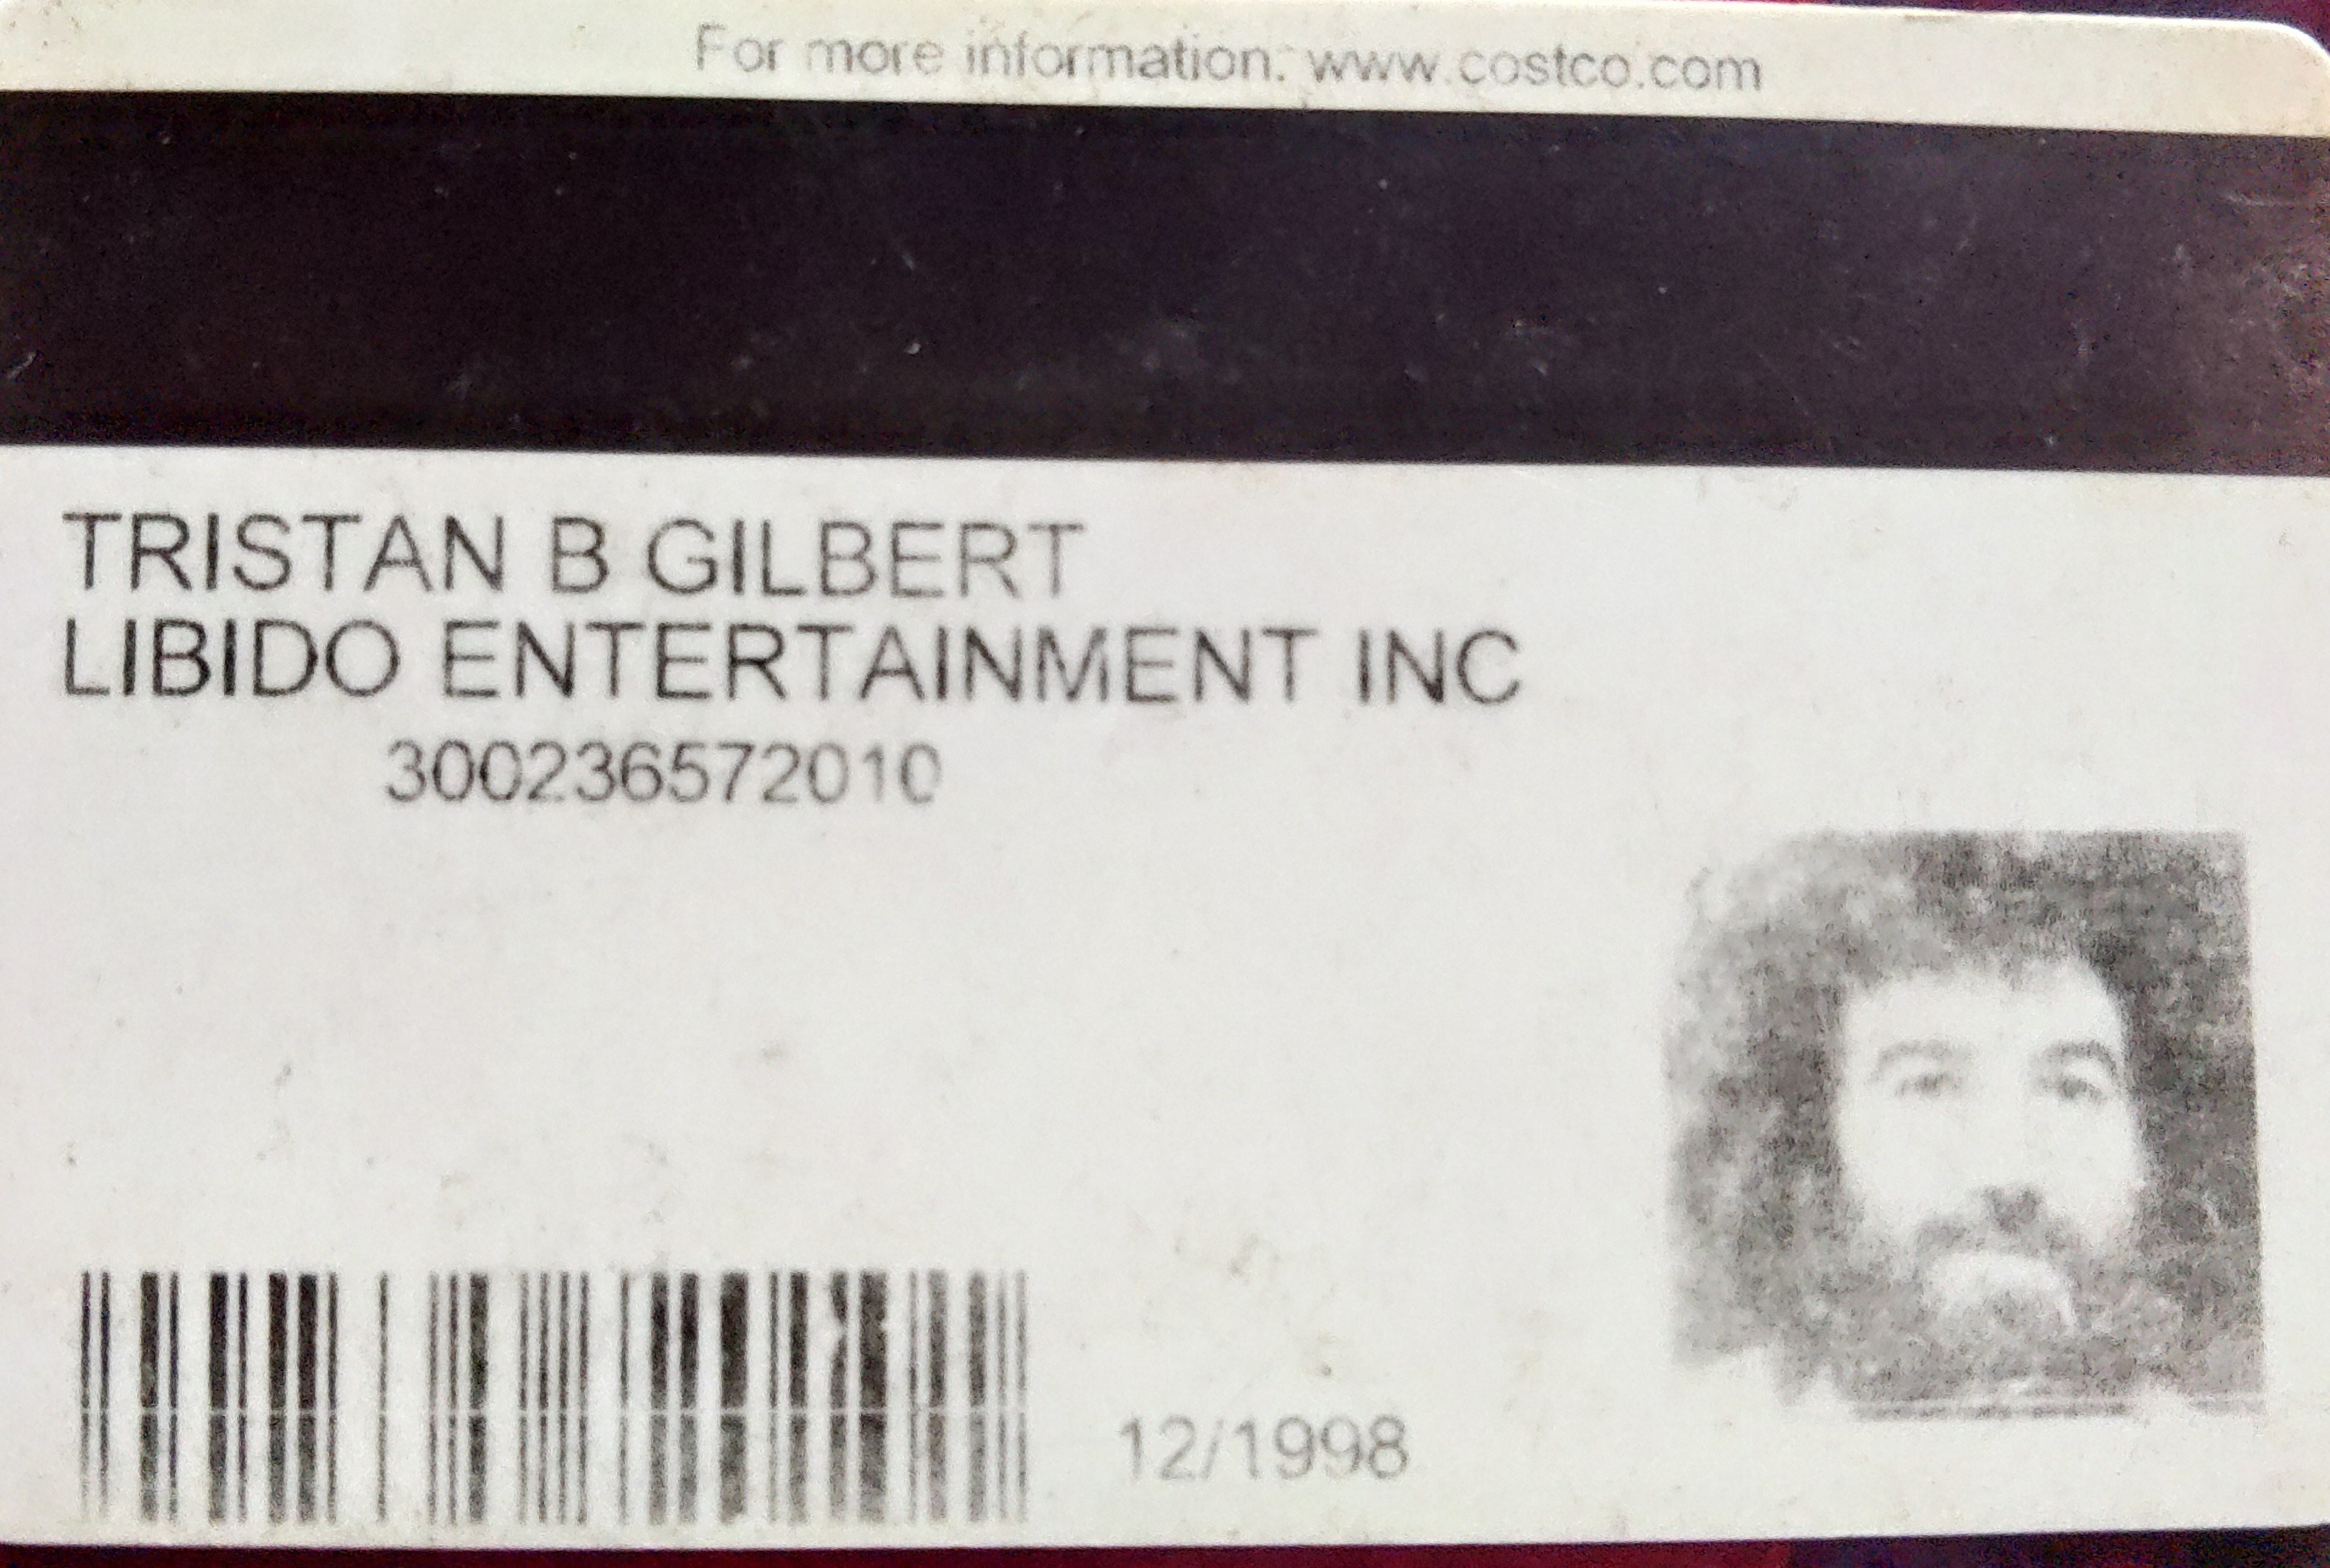 For more information: www.costco.com
TRISTAN B GILBERT
LIBIDO ENTERTAINMENT INC
300236572010
12/1998